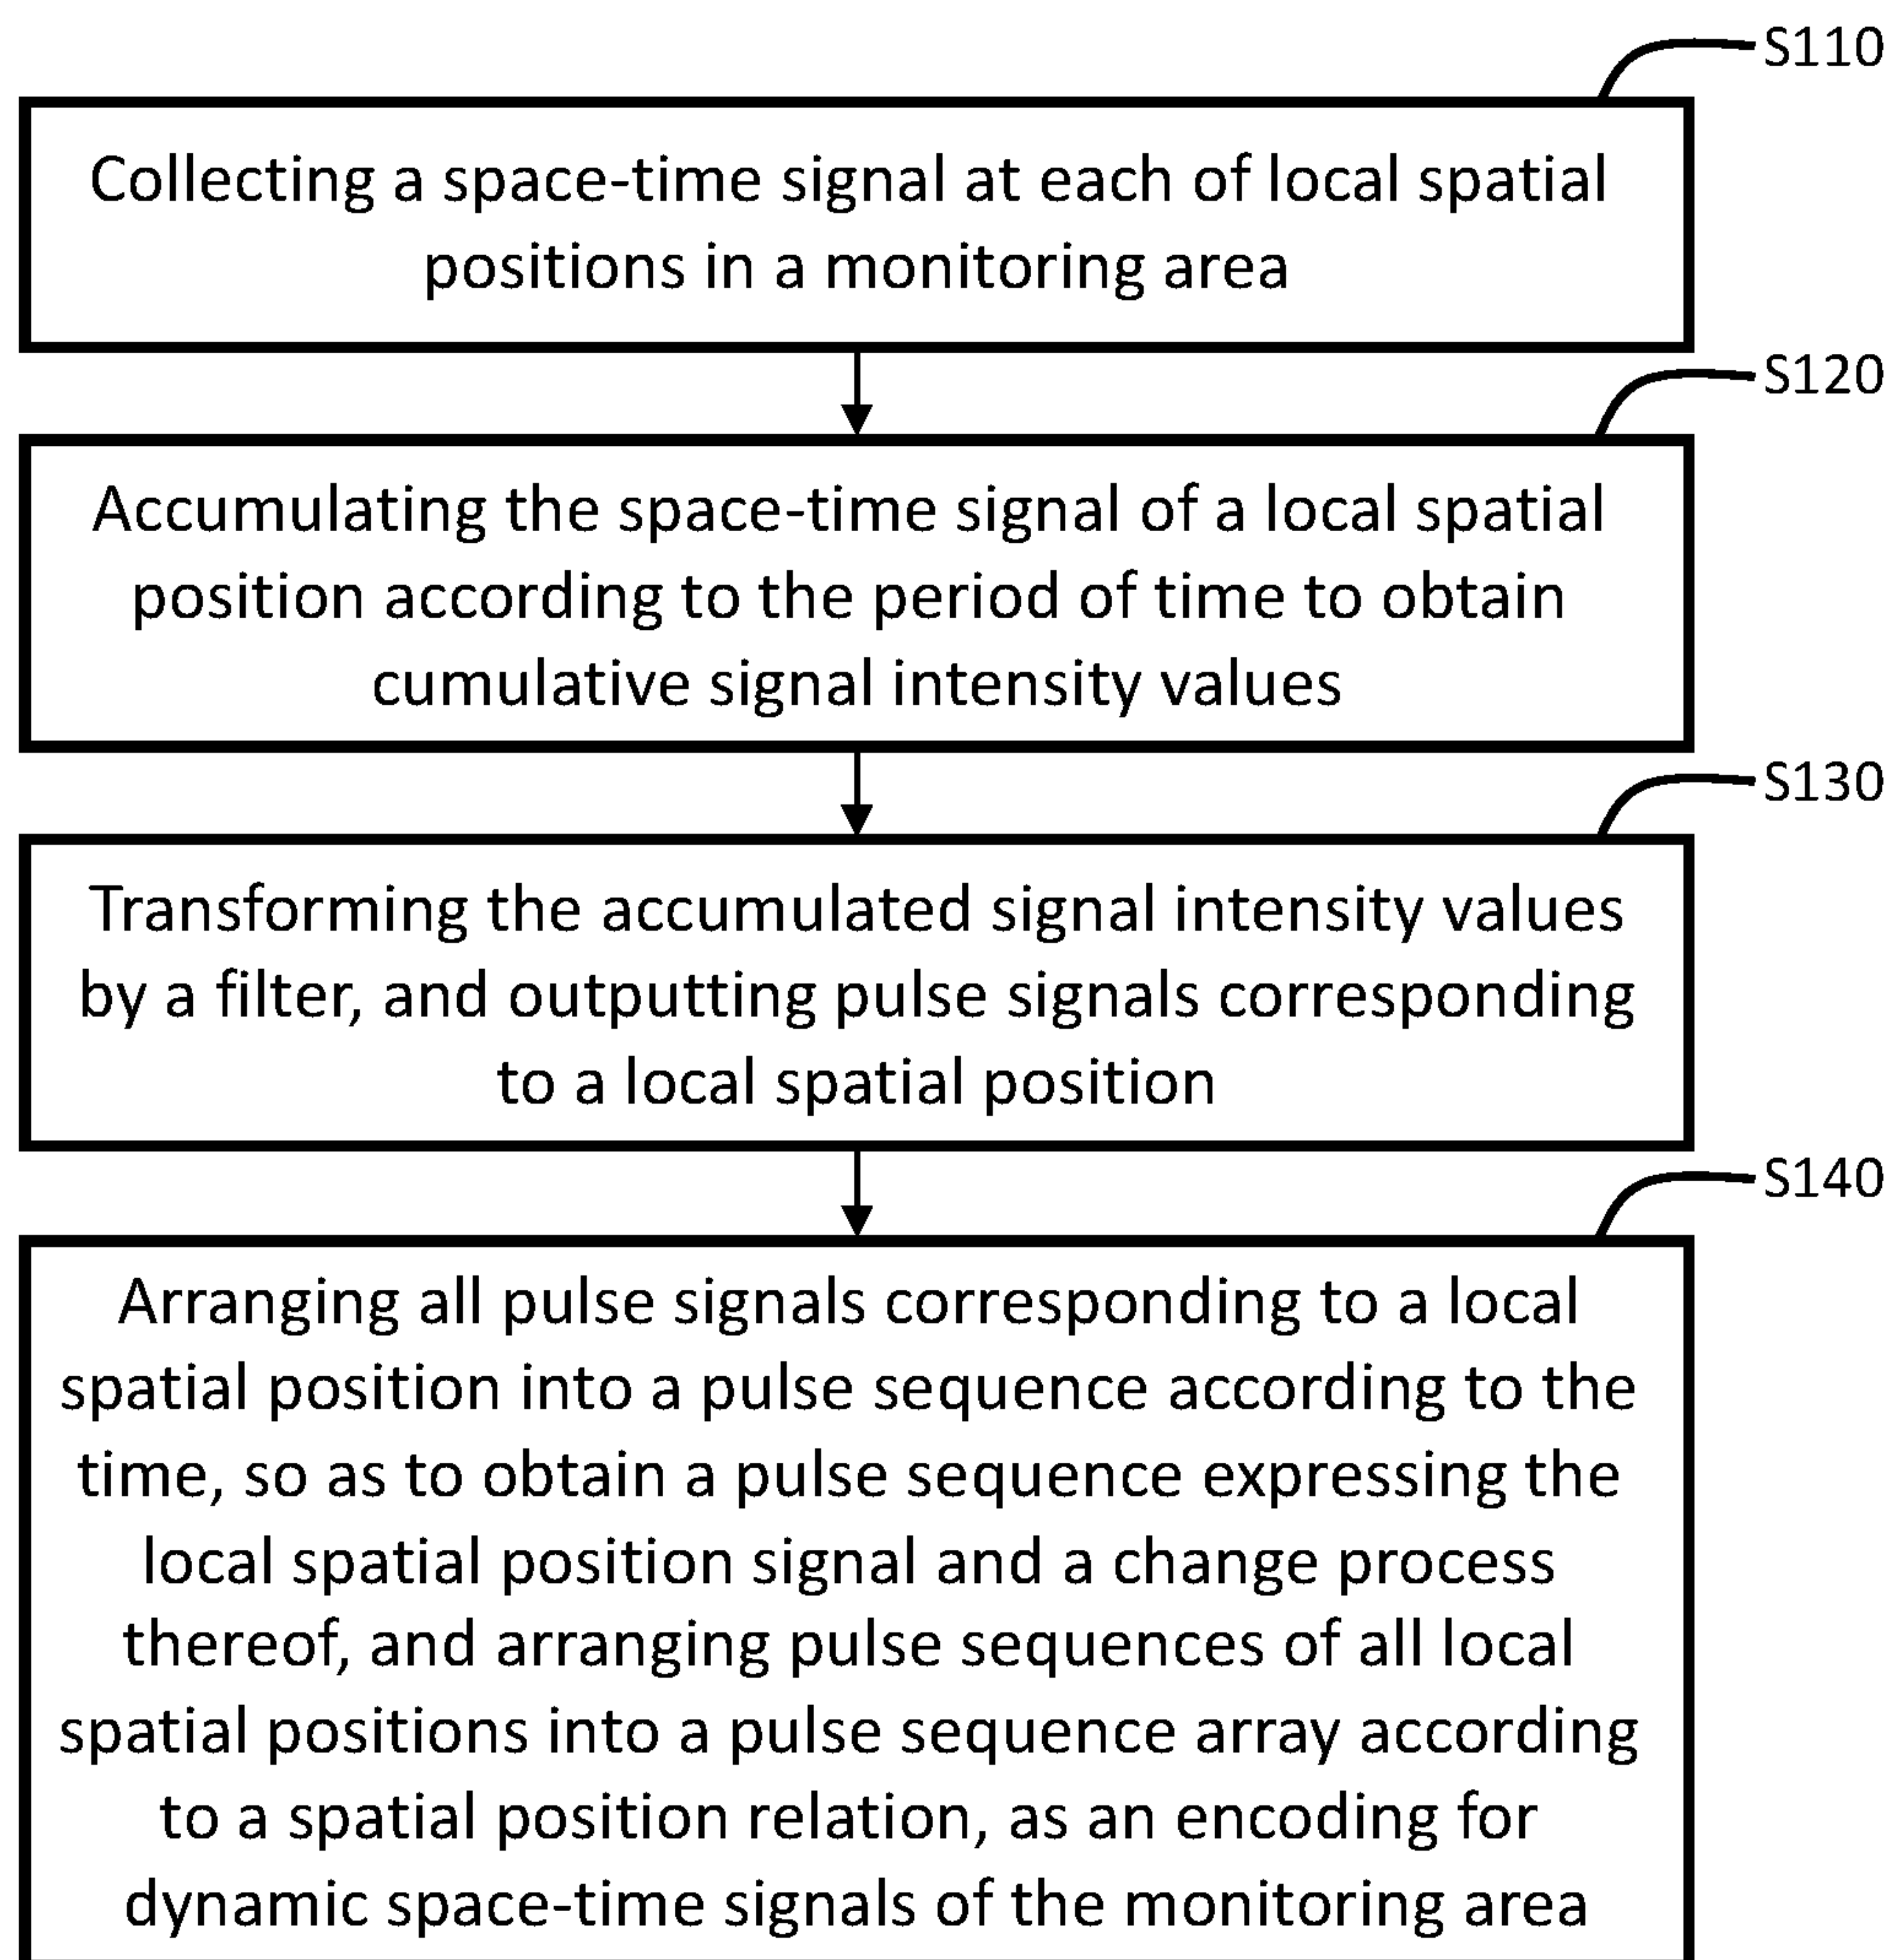 S110
Collecting a space-time signal at each of local spatial
positions in a monitoring area
S120
Accumulating the space-time signal of a local spatial
position according to the period of time to obtain
cumulative signal intensity values
S130
Transforming the accumulated signal intensity values
by a filter, and outputting pulse signals corresponding
to a local spatial position
S140
Arranging all pulse signals corresponding to a local
spatial position into a pulse sequence according to the
time, so as to obtain a pulse sequence expressing the
local spatial position signal and a change process
thereof, and arranging pulse sequences of all local
spatial positions into a pulse sequence array according
to a spatial position relation, as an encoding for
dynamic space-time signals of the monitoring area